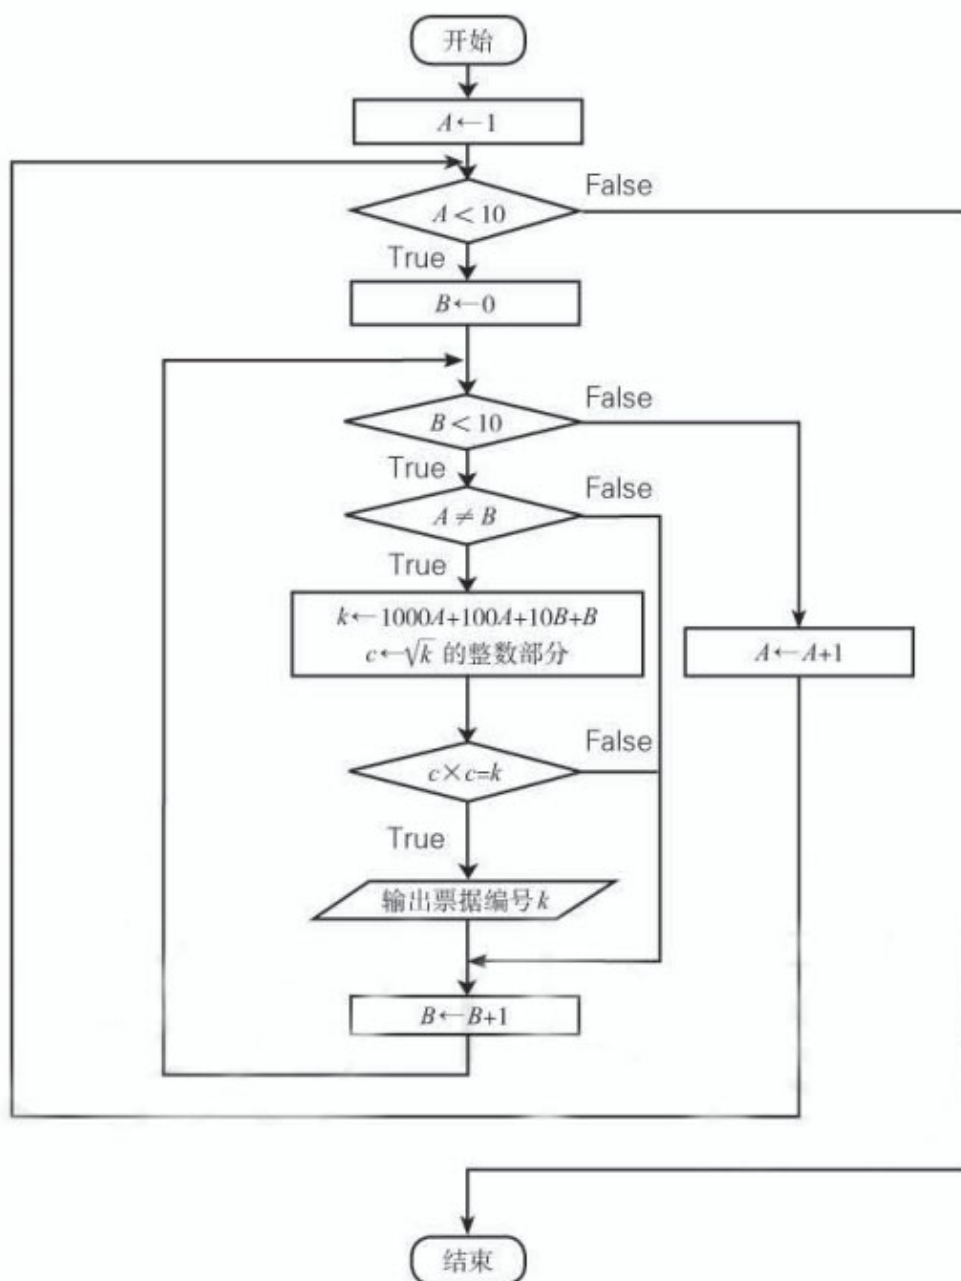 开始
A←1
False
A < 10
True
B←0
False
B < 10
True
False
A ≠ B
True
k←1000A+100A+10B+B
c←√k 的整数部分
A←A+1
False
c×c=k
True
输出票据编号k
B←B+1
结束